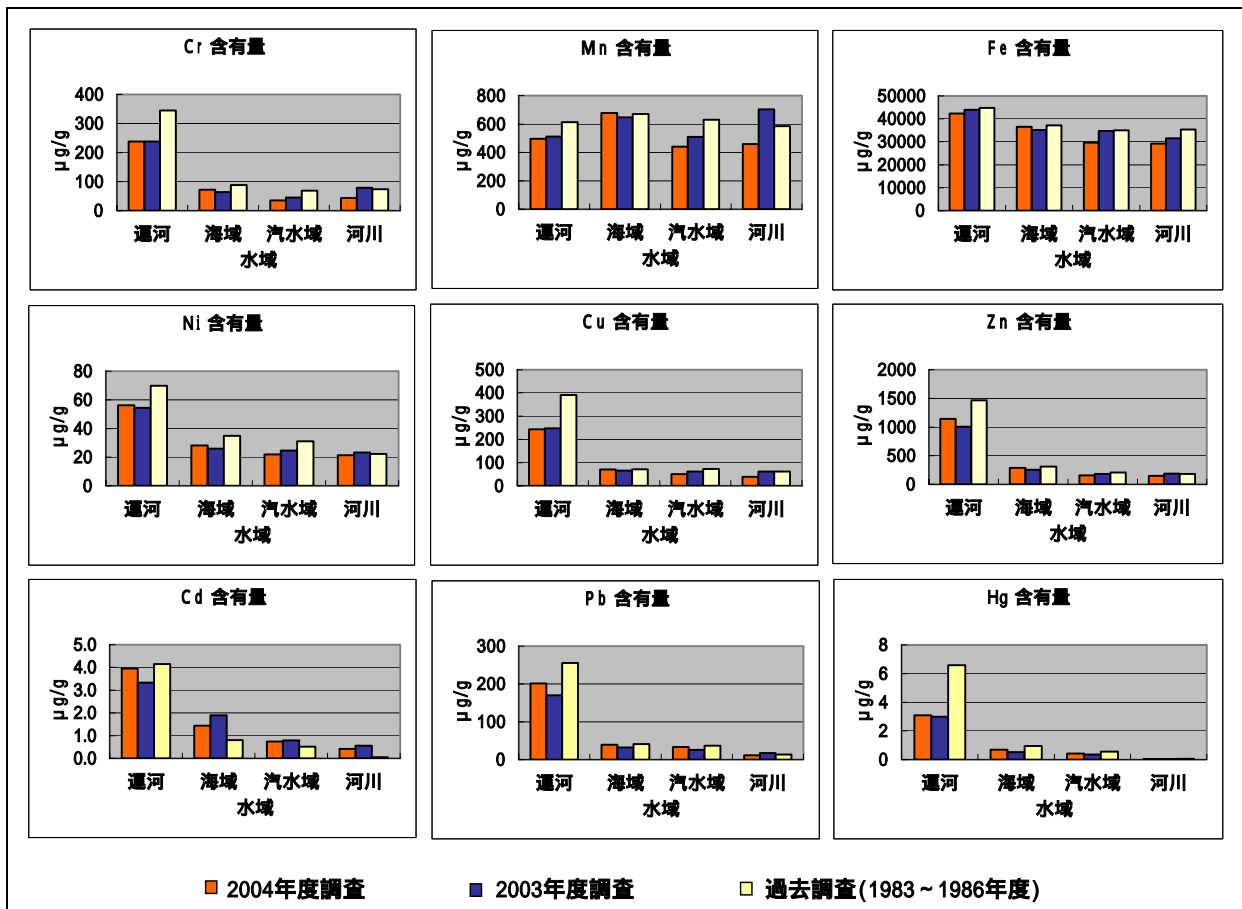 Cr 含有量
400
300
200
100
0
μg/g
運河 海域 汽水域 河川
水域
Mn 含有量
800
600
400
200
0
μg/g
運河 海域 汽水域 河川
水域
Fe 含有量
50000
40000
30000
20000
10000
0
μg/g
運河 海域 汽水域 河川
水域
Ni 含有量
80
60
40
20
0
μg/g
運河 海域 汽水域 河川
水域
Cu 含有量
500
400
300
200
100
0
μg/g
運河 海域 汽水域 河川
水域
Zn 含有量
2000
1500
1000
500
0
μg/g
運河 海域 汽水域 河川
水域
Cd 含有量
5.0
4.0
3.0
2.0
1.0
0.0
μg/g
運河 海域 汽水域 河川
水域
Pb 含有量
300
200
100
0
μg/g
運河 海域 汽水域 河川
水域
Hg 含有量
8
6
4
2
0
μg/g
運河 海域 汽水域 河川
水域
2004年度調査 2003年度調査 過去調査(1983~1986年度)